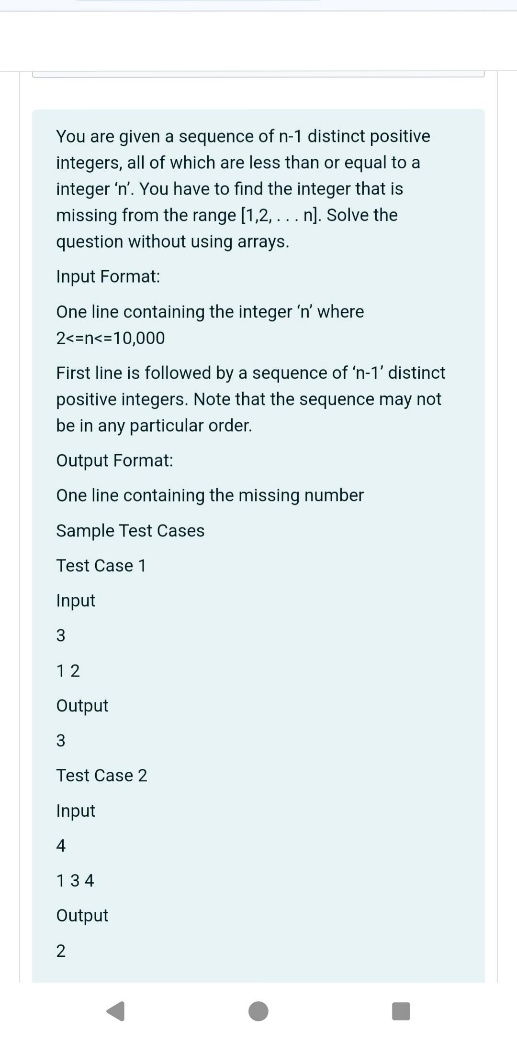 You are given a sequence of n-1 distinct positive
integers, all of which are less than or equal to a
integer ‘n’. You have to find the integer that is
missing from the range [1,2, . . . n]. Solve the
question without using arrays.
Input Format:
One line containing the integer ‘n’ where
2<=n<=10,000
First line is followed by a sequence of ‘n-1’ distinct
positive integers. Note that the sequence may not
be in any particular order.
Output Format:
One line containing the missing number
Sample Test Cases
Test Case 1
Input
3
1 2
Output
3
Test Case 2
Input
4
1 3 4
Output
2